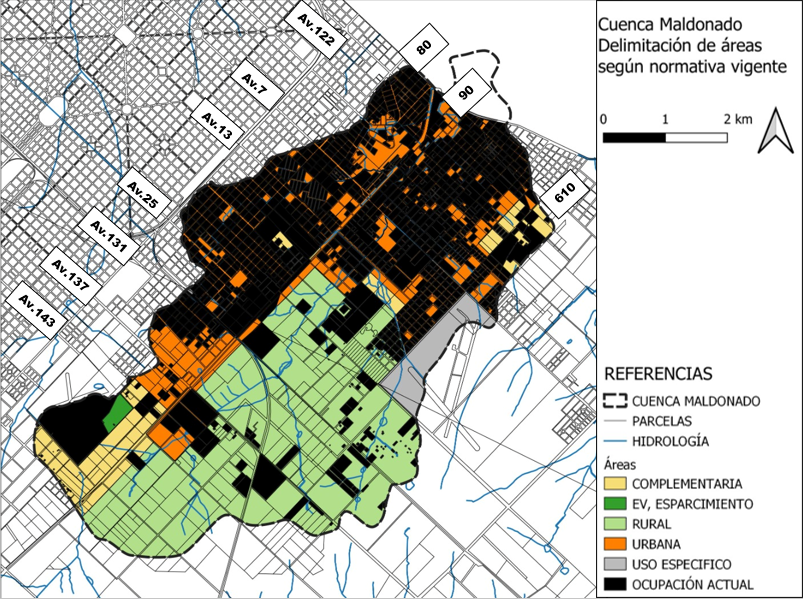 Av.122
80
90
Av.7
Av.13
Av.25
610
Av.131
Av.137
Av.143
Cuenca Maldonado
Delimitación de áreas
según normativa vigente
0 1 2 km
REFERENCIAS
CUENCA MALDONADO
PARCELAS
HIDROLOGÍA
Áreas
COMPLEMENTARIA
EV, ESPARCIMIENTO
RURAL
URBANA
USO ESPECIFICO
OCUPACIÓN ACTUAL